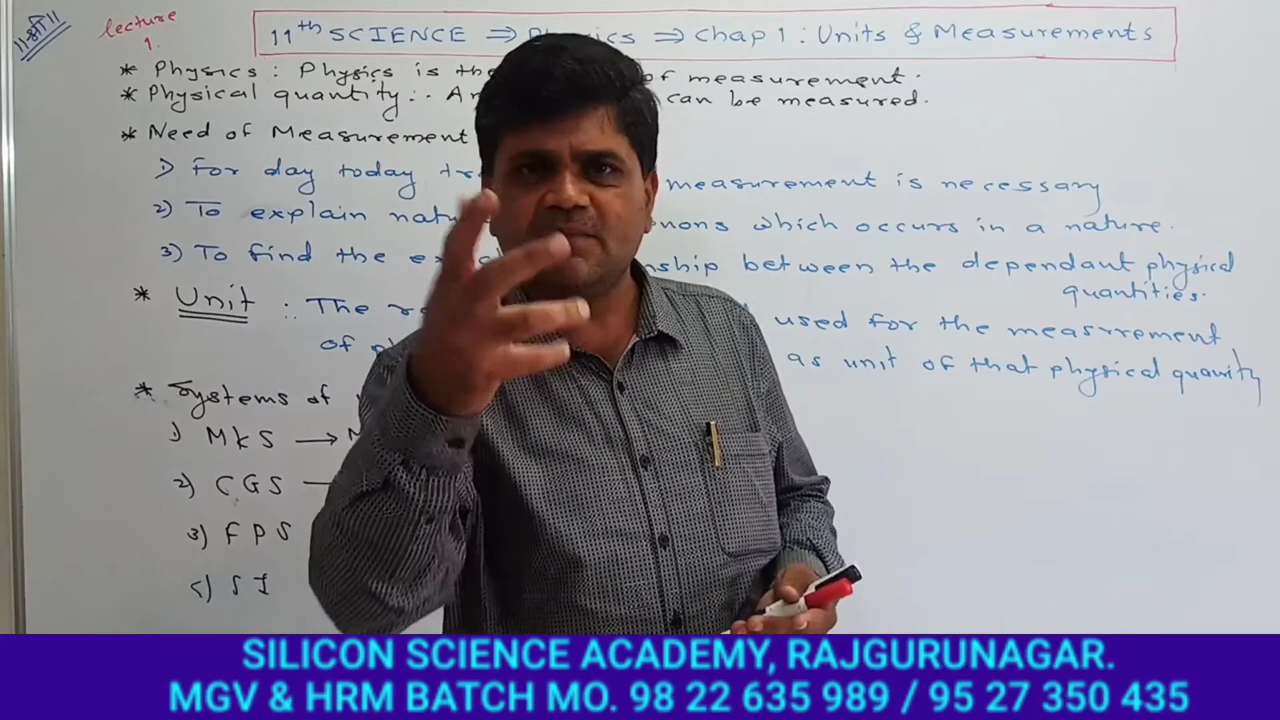 ॥श्री॥
lecture
1.
11th SCIENCE ⇒ Physics ⇒ Chap 1 : Units & Measurements
* Physics : Physics is the of measurement.
* Physical quantity :- can be measured.
* Need of Measurement
1) For day today measurement is necessary
2) To explain which occurs in a nature.
3) To find the between the dependant physical
quantities.
* Unit :- The used for the measurement
of as unit of that physical quantity
* Systems of
1) MKS →
2) CGS
3) FPS
4) SI
SILICON SCIENCE ACADEMY, RAJGURUNAGAR.
MGV & HRM BATCH MO. 98 22 635 989 / 95 27 350 435